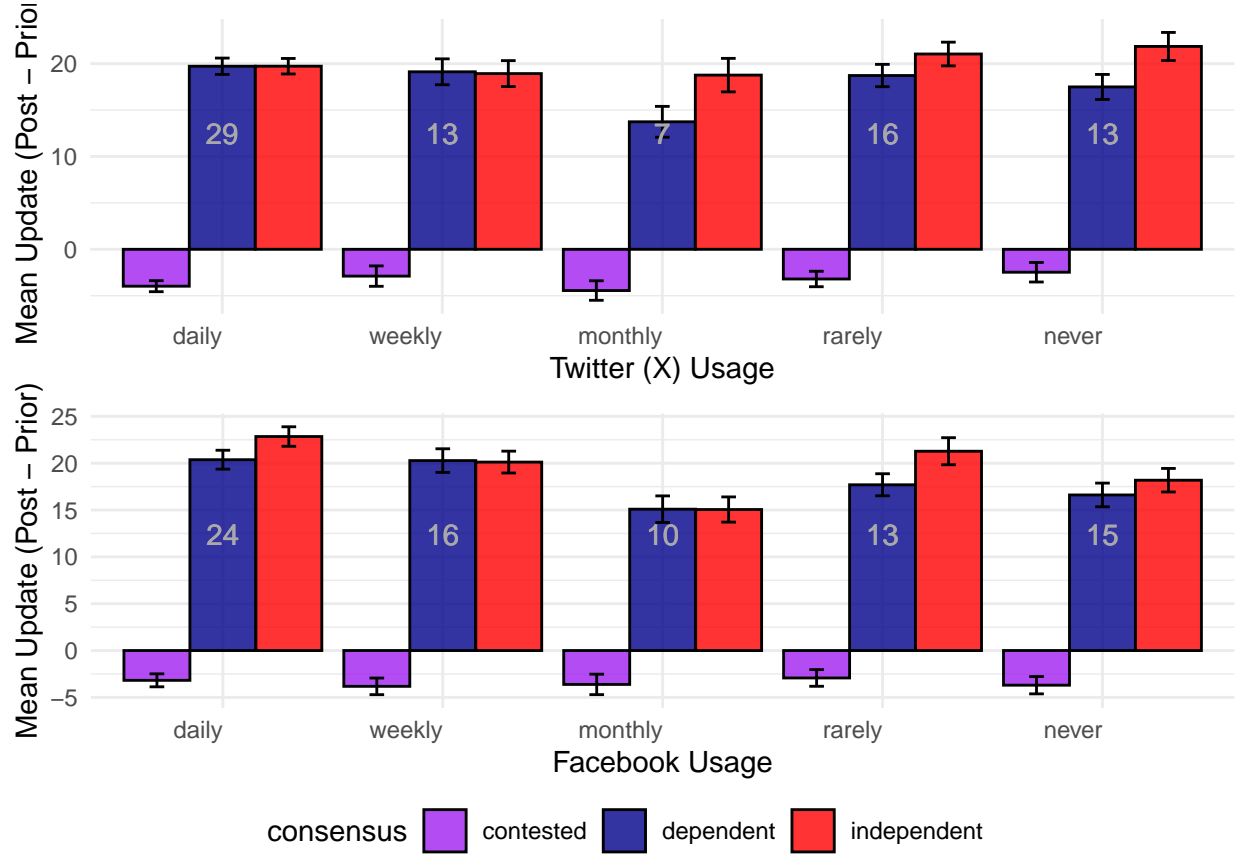 Mean Update (Post − Prior
20
10
0
29
13
7
16
13
daily weekly monthly rarely never
Twitter (X) Usage
Mean Update (Post − Prior)
25
20
15
10
5
0
−5
24
16
10
13
15
daily weekly monthly rarely never
Facebook Usage
consensus contested dependent independent